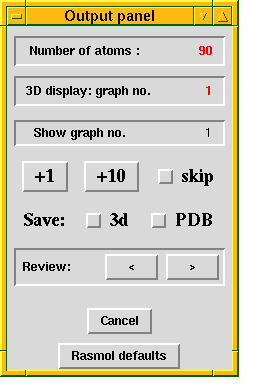 Output panel
Number of atoms : 90
3D display: graph no. 1
Show graph no. 1
+1 +10 skip
Save: 3d PDB
Review: < >
Cancel
Rasmol defaults